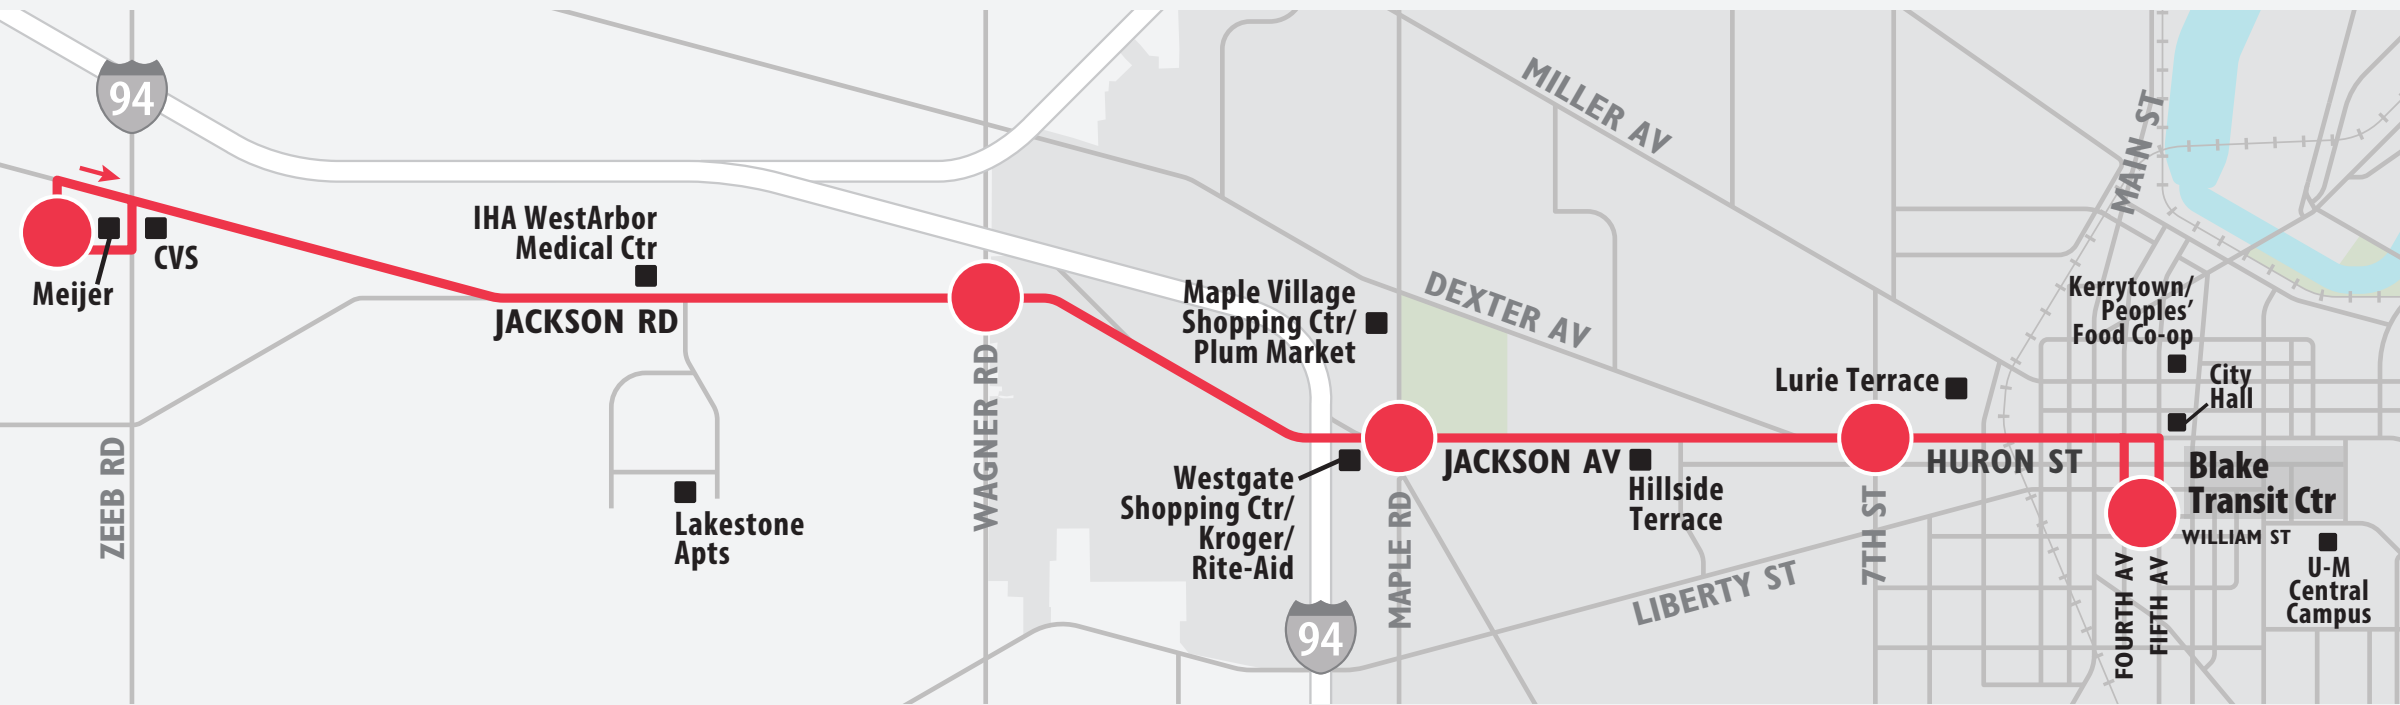 94
MILLER AV
MAIN ST
IHA WestArbor
Medical Ctr
CVS
Meijer
JACKSON RD
Maple Village
Shopping Ctr/
Plum Market
DEXTER AV
Kerrytown/
Peoples’
Food Co-op
City
Hall
Lurie Terrace
ZEEB RD
WAGNER RD
Lakestone
Apts
Westgate
Shopping Ctr/
Kroger/
Rite-Aid
JACKSON AV
Hillside
Terrace
HURON ST
Blake
Transit Ctr
WILLIAM ST
MAPLE RD
7TH ST
LIBERTY ST
94
FOURTH AV
FIFTH AV
U-M
Central
Campus